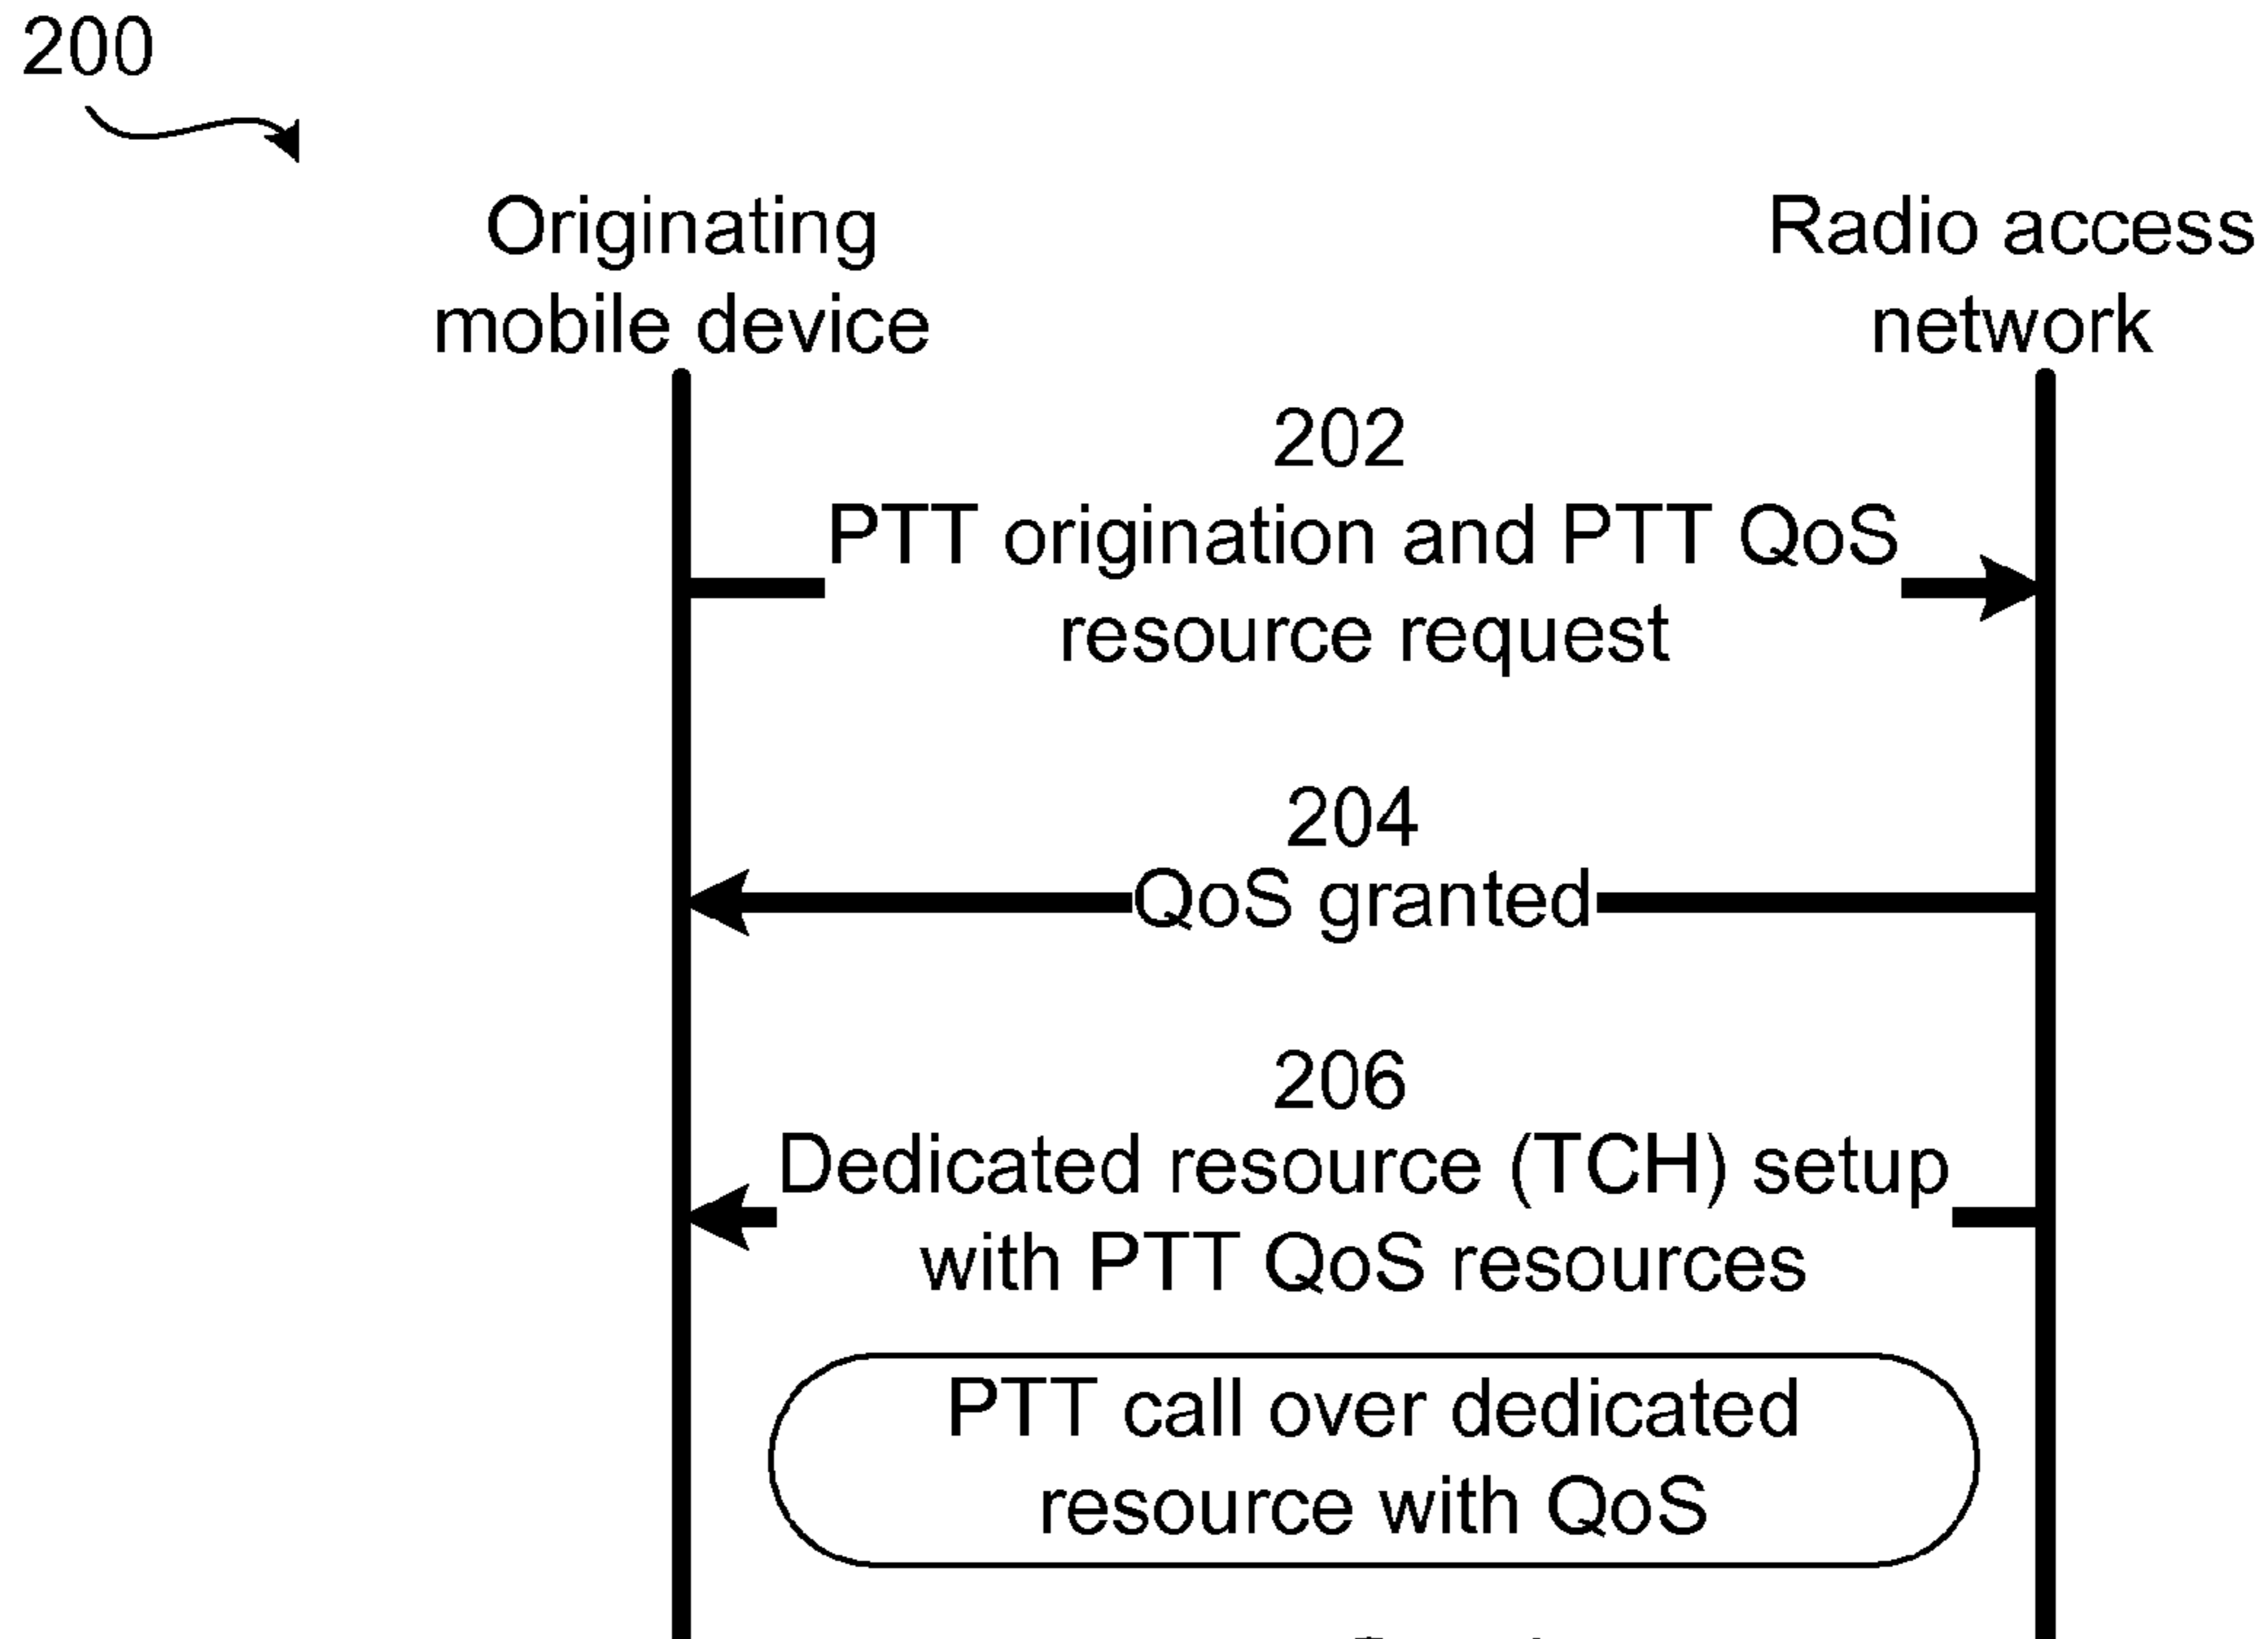 200
Originating
mobile device
Radio access
network
202
PTT origination and PTT QoS
resource request
204
QoS granted
206
Dedicated resource (TCH) setup
with PTT QoS resources
PTT call over dedicated
resource with QoS